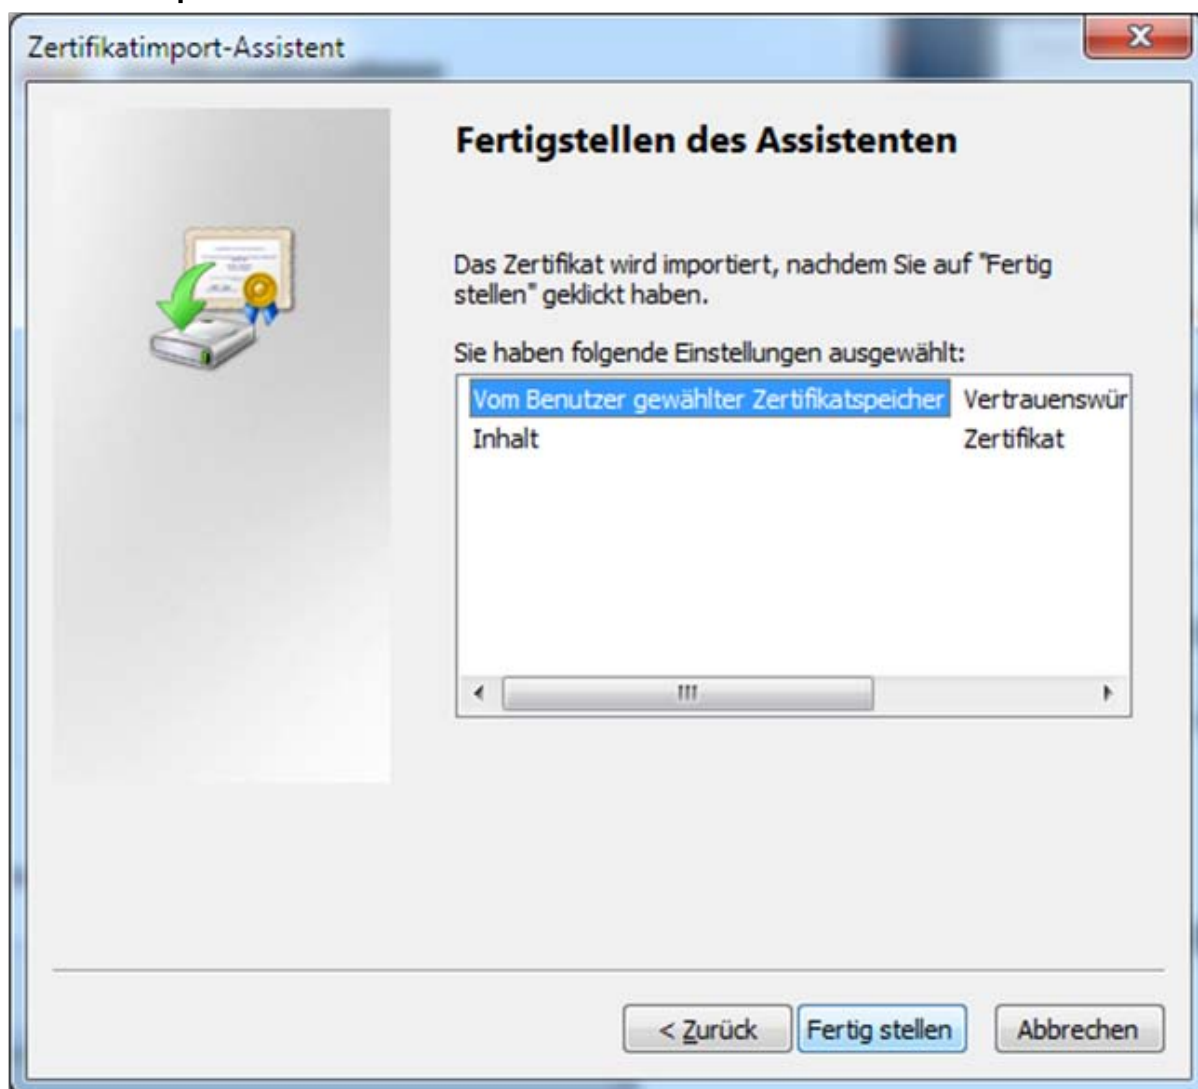 Zertifikatimport-Assistent
Fertigstellen des Assistenten
Das Zertifikat wird importiert, nachdem Sie auf "Fertig
stellen" geklickt haben.
Sie haben folgende Einstellungen ausgewählt:
Vom Benutzer gewählter Zertifikatspeicher Vertrauenswür
Inhalt Zertifikat
< Zurück Fertig stellen Abbrechen